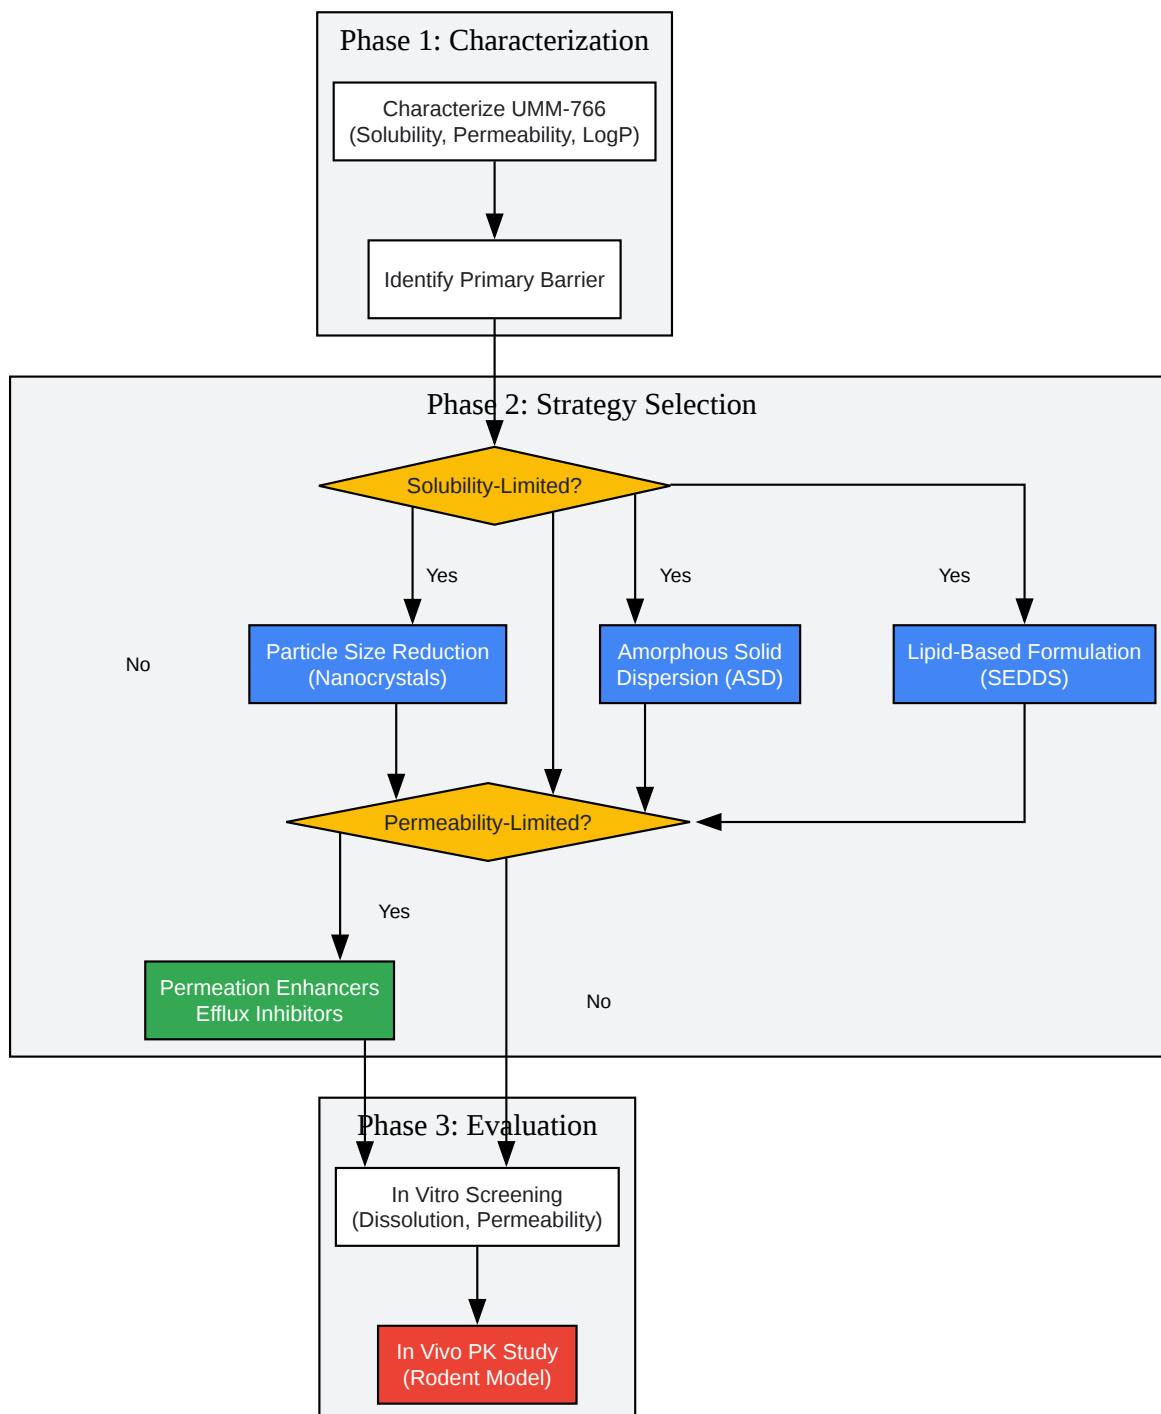 Phase 1: Characterization
Characterize UMM-766
(Solubility, Permeability, LogP)
Identify Primary Barrier
Phase 2: Strategy Selection
Solubility-Limited?
Yes
Yes
Yes
No
Particle Size Reduction
(Nanocrystals)
Amorphous Solid
Dispersion (ASD)
Lipid-Based Formulation
(SEDDS)
Permeability-Limited?
Yes
No
Permeation Enhancers
Efflux Inhibitors
Phase 3: Evaluation
In Vitro Screening
(Dissolution, Permeability)
In Vivo PK Study
(Rodent Model)